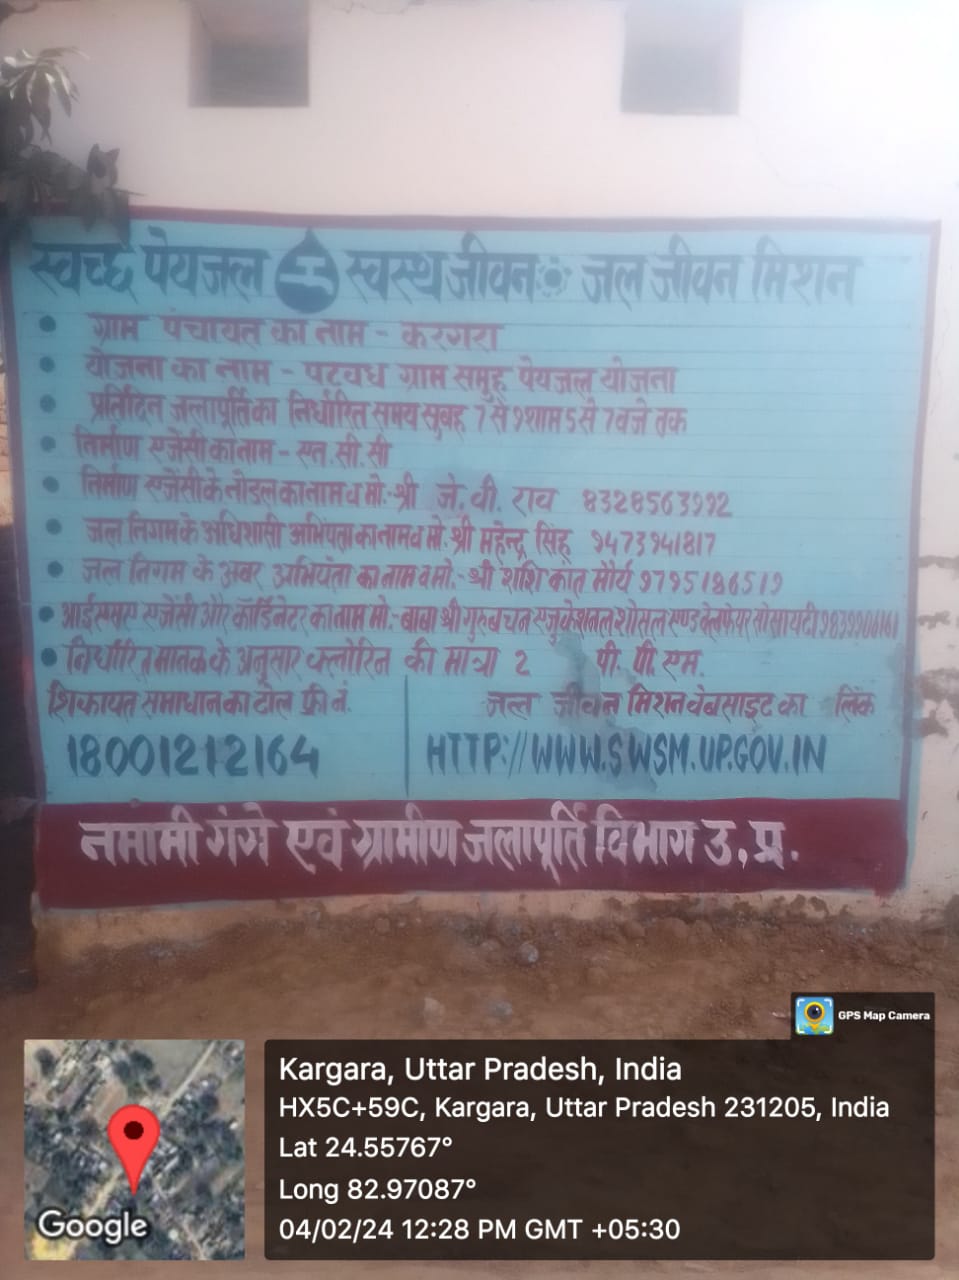 स्वच्छ पेयजल स्वस्थ जीवन जल जीवन मिशन
ग्राम पंचायत का नाम - करगरा
योजना का नाम - पटवध ग्राम समुह पेयजल योजना
प्रतिदिन जलापूर्ति का निर्धारित समय सुबह 7 से 9 शाम 5 से 7 वजे तक
निर्माण एजेंसी का नाम - एन.सी.सी
निर्माण एजेंसी के नोडल का नाम व मो.- श्री जे.वी. राव 8328563992
जल निगम के अधिशासी अभियंता का नाम व मो. श्री महेन्द्र सिंह 9473941817
जल निगम के अवर अभियंता का नाम व मो.- श्री शशि कांत मौर्य 9795186519
आईएसए एजेंसी और कॉर्डिनेटर का नाम मो.- बाबा श्री गुरुबचन एजुकेशनल शोसल एण्ड वेलफेयर सोसायटी
निर्धारित मानक के अनुसार क्लोरिन की मात्रा 2 पी. पी. एम.
शिकायत समाधान का टोल फ्री नं.
18001212164
जल जीवन मिशन वेबसाइट का लिंक
HTTP://WWW.SWSM.UP.GOV.IN
नमामी गंगे एवं ग्रामीण जलापूर्ति विभाग उ. प्र.
GPS Map Camera
Kargara, Uttar Pradesh, India
HX5C+59C, Kargara, Uttar Pradesh 231205, India
Lat 24.55767°
Long 82.97087°
04/02/24 12:28 PM GMT +05:30
Google